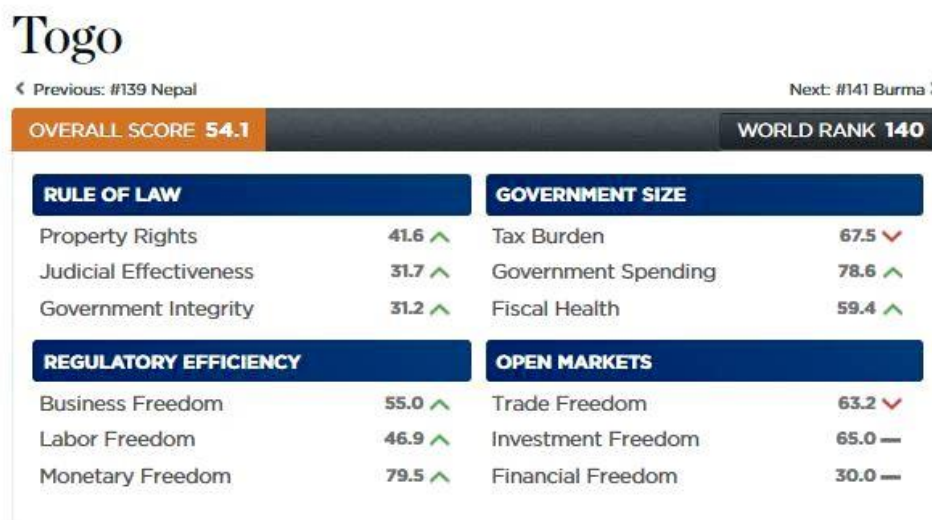 Togo
Previous: #139 Nepal
Next: #141 Burma
OVERALL SCORE 54.1
WORLD RANK 140
RULE OF LAW
Property Rights 41.6
Judicial Effectiveness 31.7
Government Integrity 31.2
GOVERNMENT SIZE
Tax Burden 67.5
Government Spending 78.6
Fiscal Health 59.4
REGULATORY EFFICIENCY
Business Freedom 55.0
Labor Freedom 46.9
Monetary Freedom 79.5
OPEN MARKETS
Trade Freedom 63.2
Investment Freedom 65.0
Financial Freedom 30.0